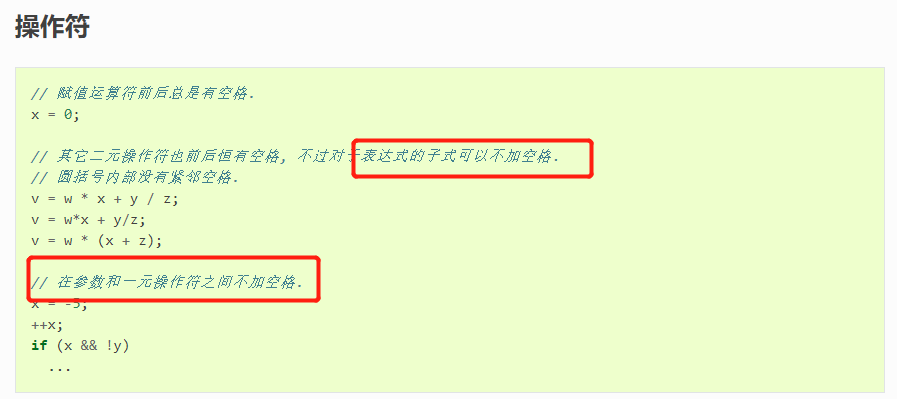 操作符
// 赋值运算符前后总是有空格.
x = 0;
// 其它二元操作符也前后恒有空格, 不过对于表达式的子式可以不加空格.
// 圆括号内部没有紧邻空格.
v = w * x + y / z;
v = w*x + y/z;
v = w * (x + z);
// 在参数和一元操作符之间不加空格.
x = -5;
++x;
if (x && !y)
...